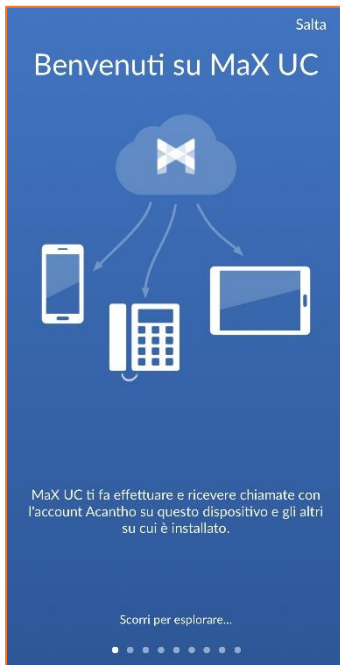 Salta
Benvenuti su MaX UC
MaX UC ti fa effettuare e ricevere chiamate con
l'account Acantho su questo dispositivo e gli altri
su cui è installato.
Scorri per esplorare...